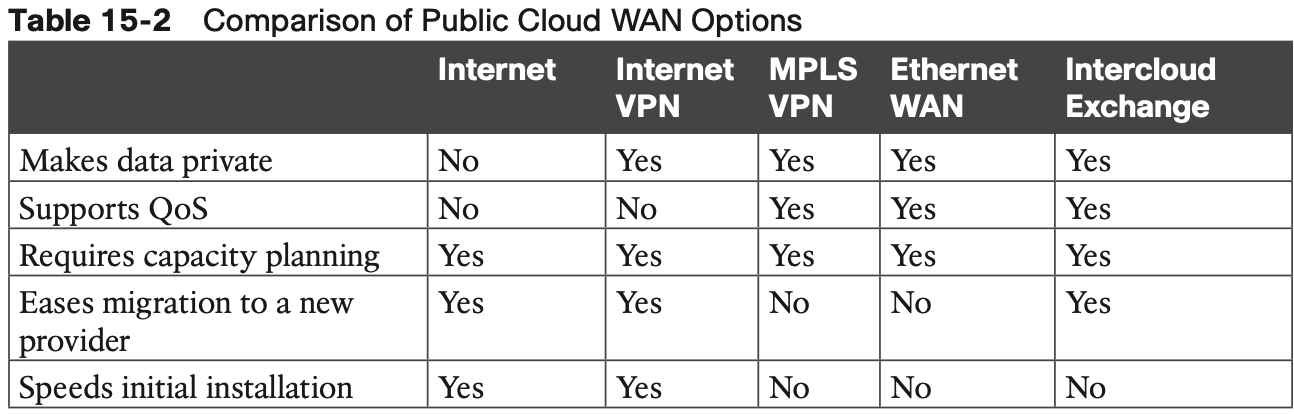 Table 15-2 Comparison of Public Cloud WAN Options
Internet Internet VPN MPLS VPN Ethernet WAN Intercloud Exchange
Makes data private No Yes Yes Yes Yes
Supports QoS No No Yes Yes Yes
Requires capacity planning Yes Yes Yes Yes Yes
Eases migration to a new provider Yes Yes No No Yes
Speeds initial installation Yes Yes No No No